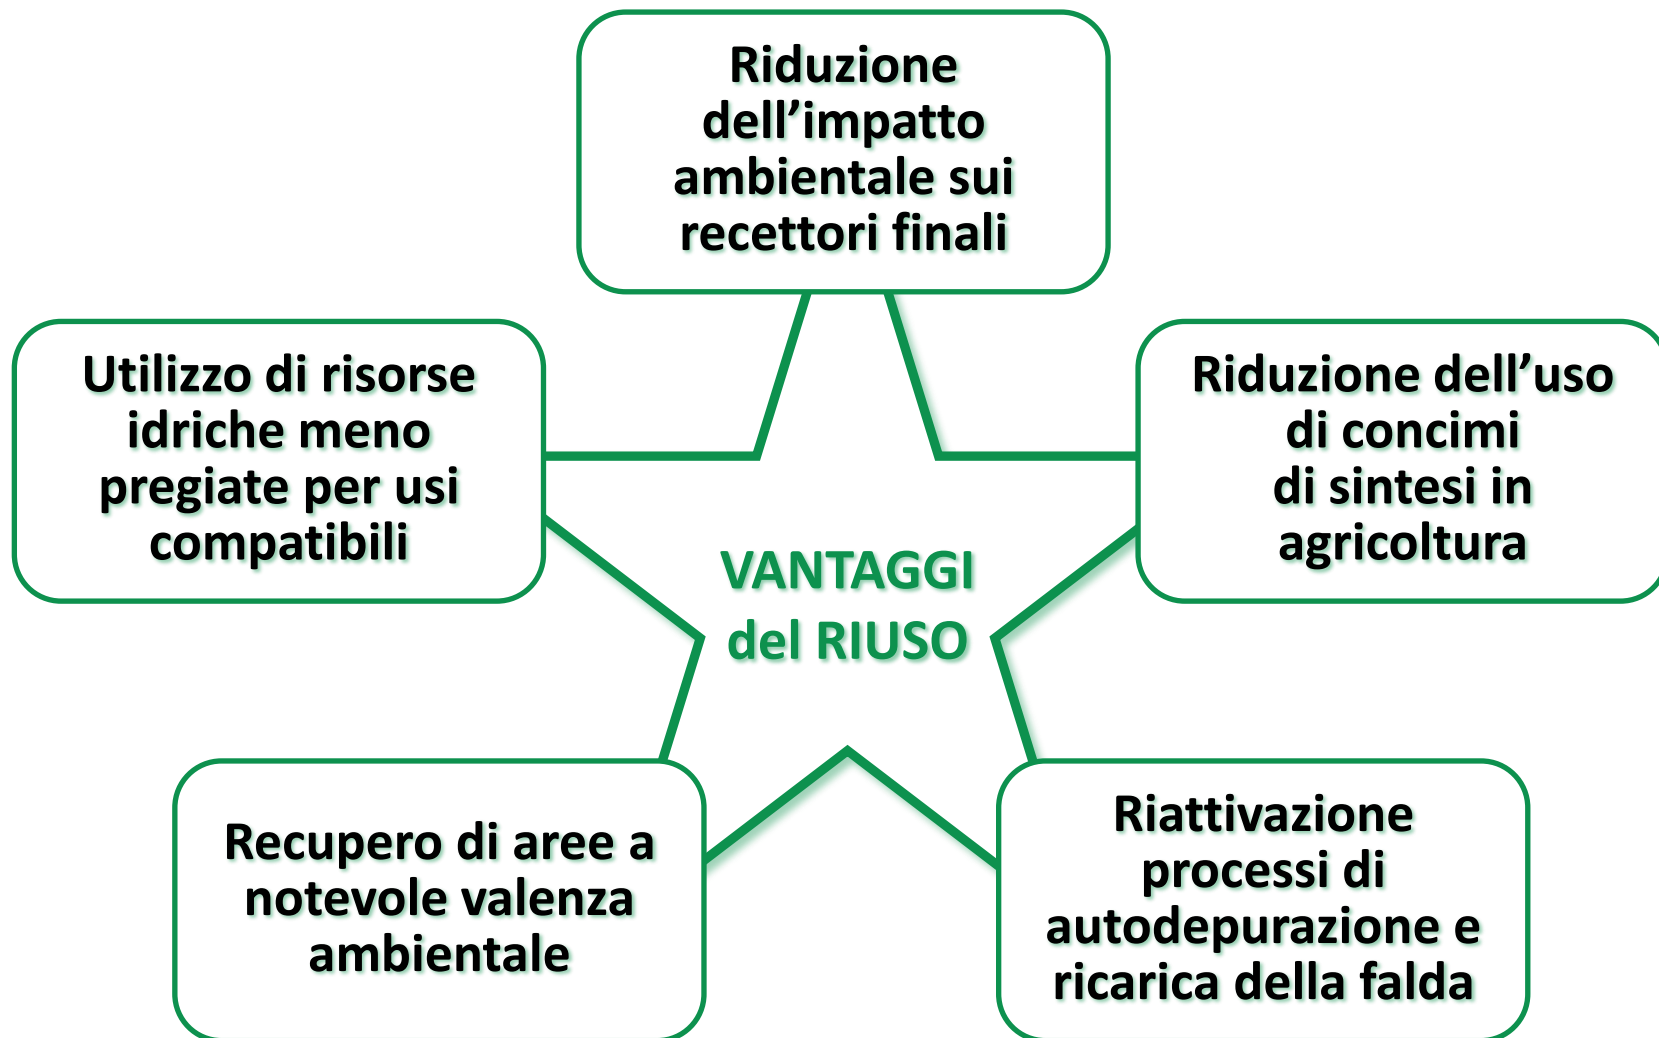 Riduzione
dell’impatto
ambientale sui
recettori finali
Utilizzo di risorse
idriche meno
pregiate per usi
compatibili
Riduzione dell’uso
di concimi
di sintesi in
agricoltura
VANTAGGI
del RIUSO
Recupero di aree a
notevole valenza
ambientale
Riattivazione
processi di
autodepurazione e
ricarica della falda